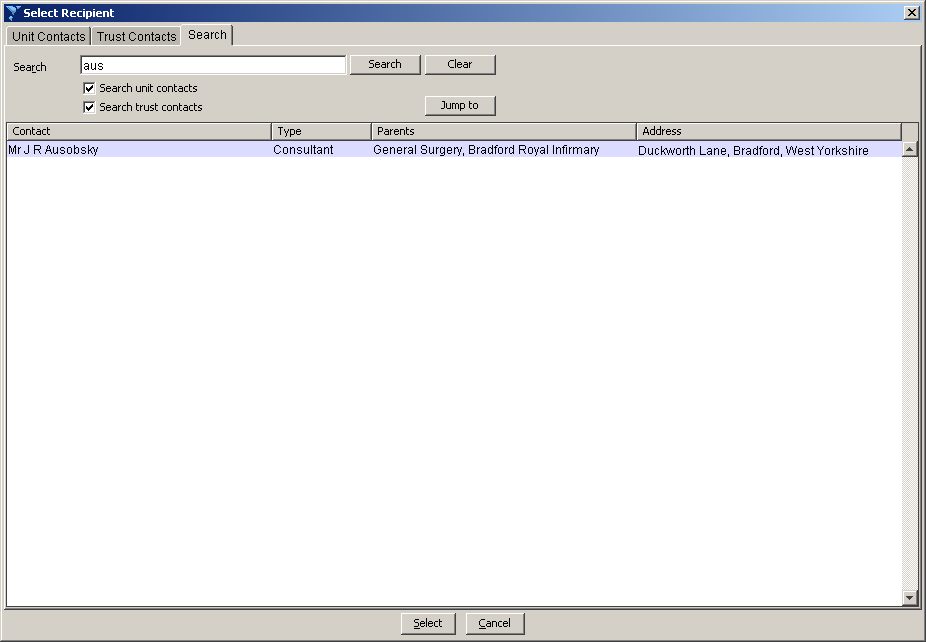 Select Recipient
Unit Contacts Trust Contacts Search
Search aus Search Clear
Search unit contacts
Search trust contacts Jump to
Contact Type Parents Address
Mr J R Ausobsky Consultant General Surgery, Bradford Royal Infirmary Duckworth Lane, Bradford, West Yorkshire
Select Cancel